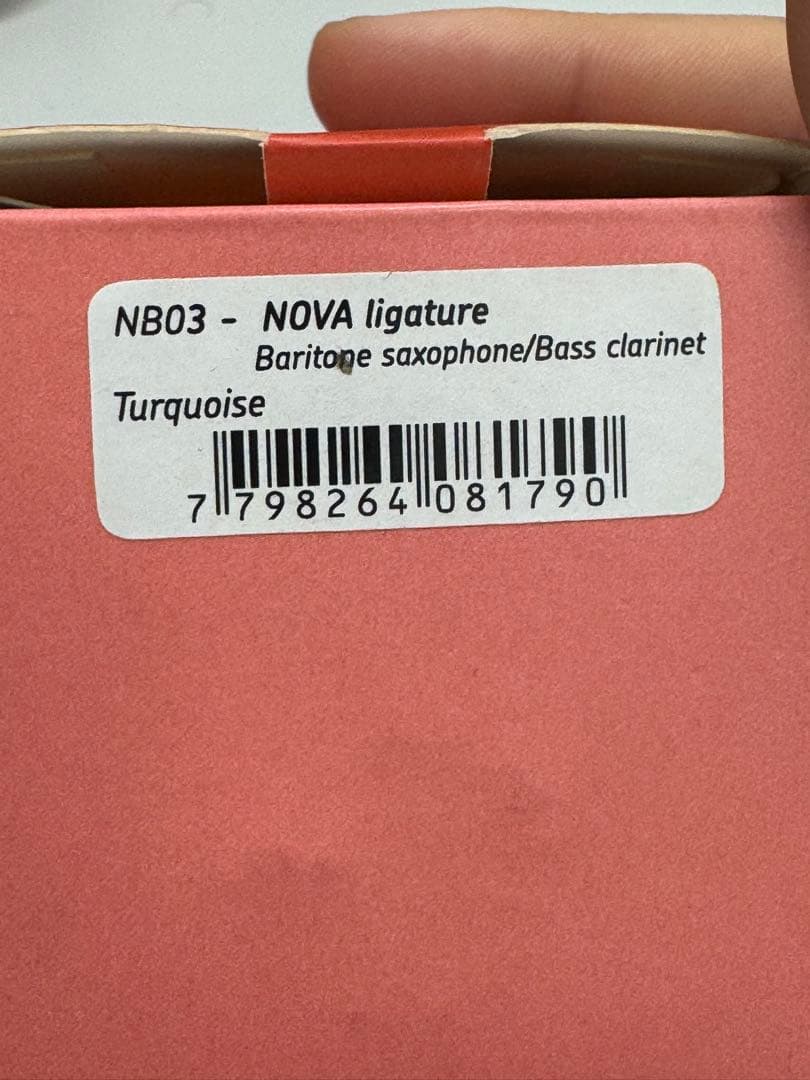 NB03 - NOVA ligature
Baritone saxophone/Bass clarinet
Turquoise
7 798264 081790